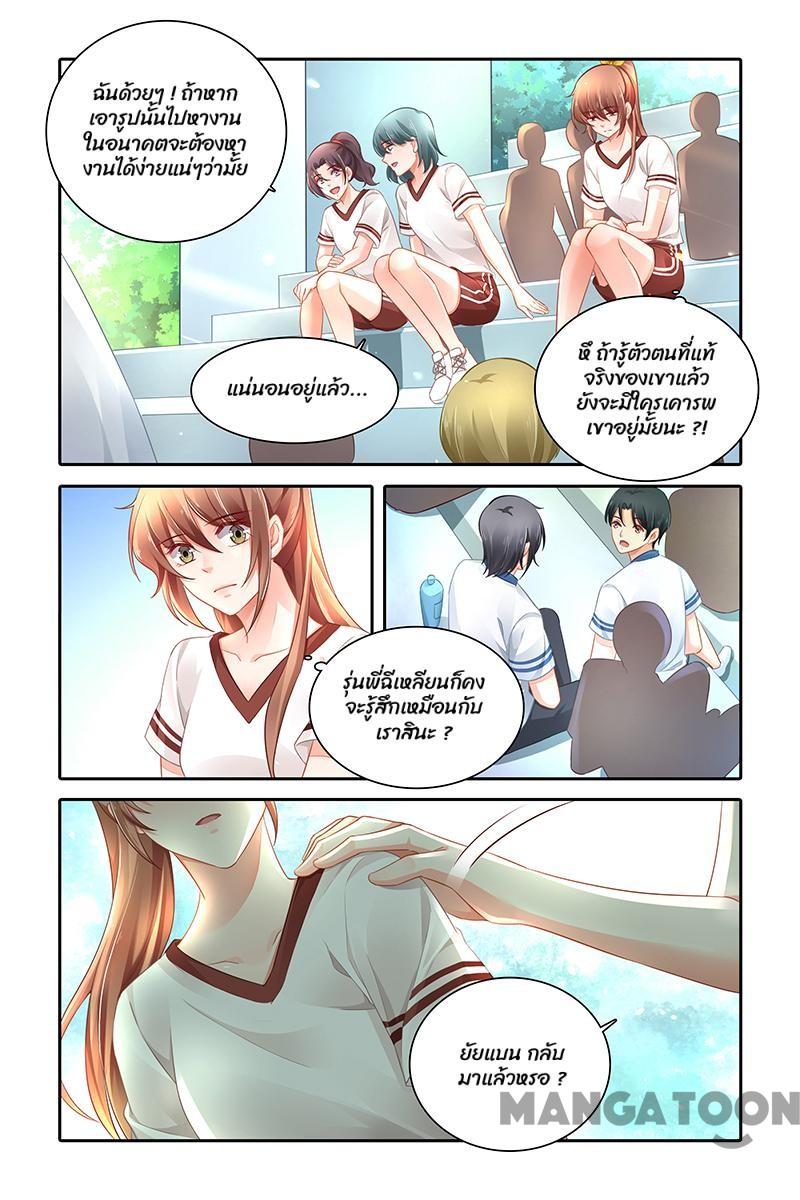 ฉันด้วยๆ ! ถ้าหาก
เอารูปนั้นไปหางาน
ในอนาคตจะต้องหา
งานได้ง่ายแน่ๆว่ามั้ย
แน่นอนอยู่แล้ว...
หึ ถ้ารู้ตัวตนที่แท้
จริงของเขาแล้ว
ยังจะมีใครเคารพ
เขาอยู่มั้ยนะ ?!
รุ่นพี่ฉีเหลียนก็คง
จะรู้สึกเหมือนกับ
เราสินะ ?
ยัยแบน กลับ
มาแล้วหรอ ?
MANGATOON